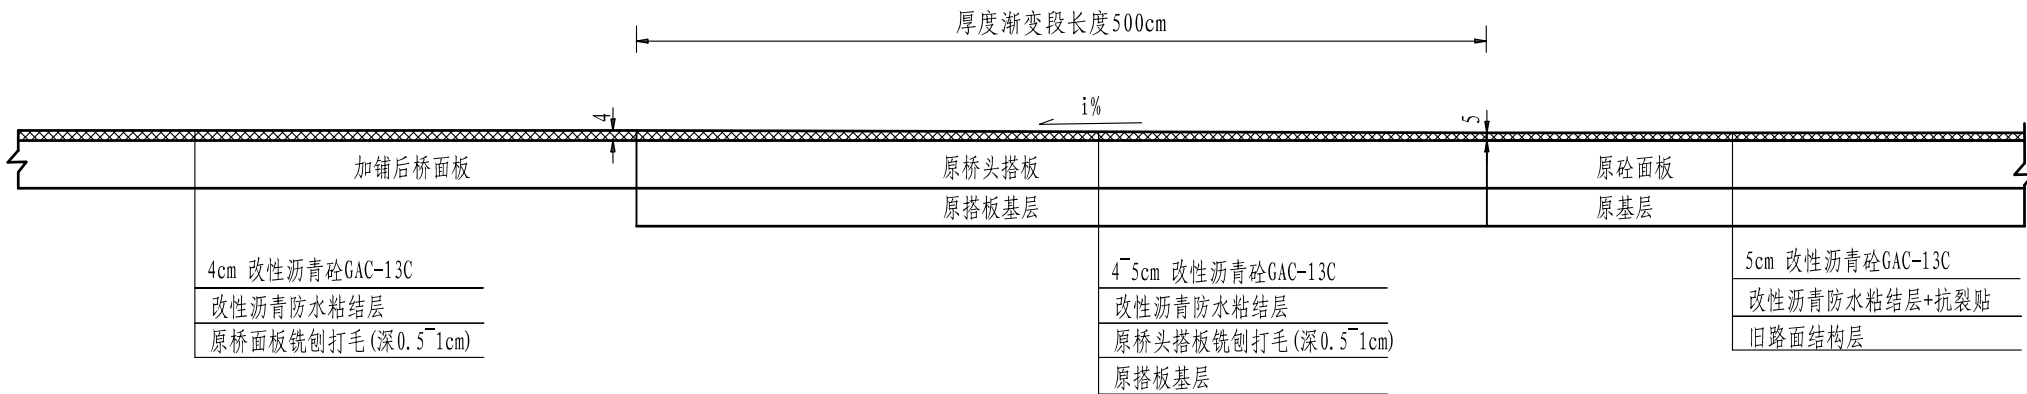 厚度渐变段长度500cm
i%
4
5
加铺后桥面板
原桥头搭板
原砼面板
原搭板基层
原基层
4cm 改性沥青砼GAC-13C
改性沥青防水粘结层
原桥面板铣刨打毛(深0.5~1cm)
4~5cm 改性沥青砼GAC-13C
改性沥青防水粘结层
原桥头搭板铣刨打毛(深0.5~1cm)
原搭板基层
5cm 改性沥青砼GAC-13C
改性沥青防水粘结层+抗裂贴
旧路面结构层